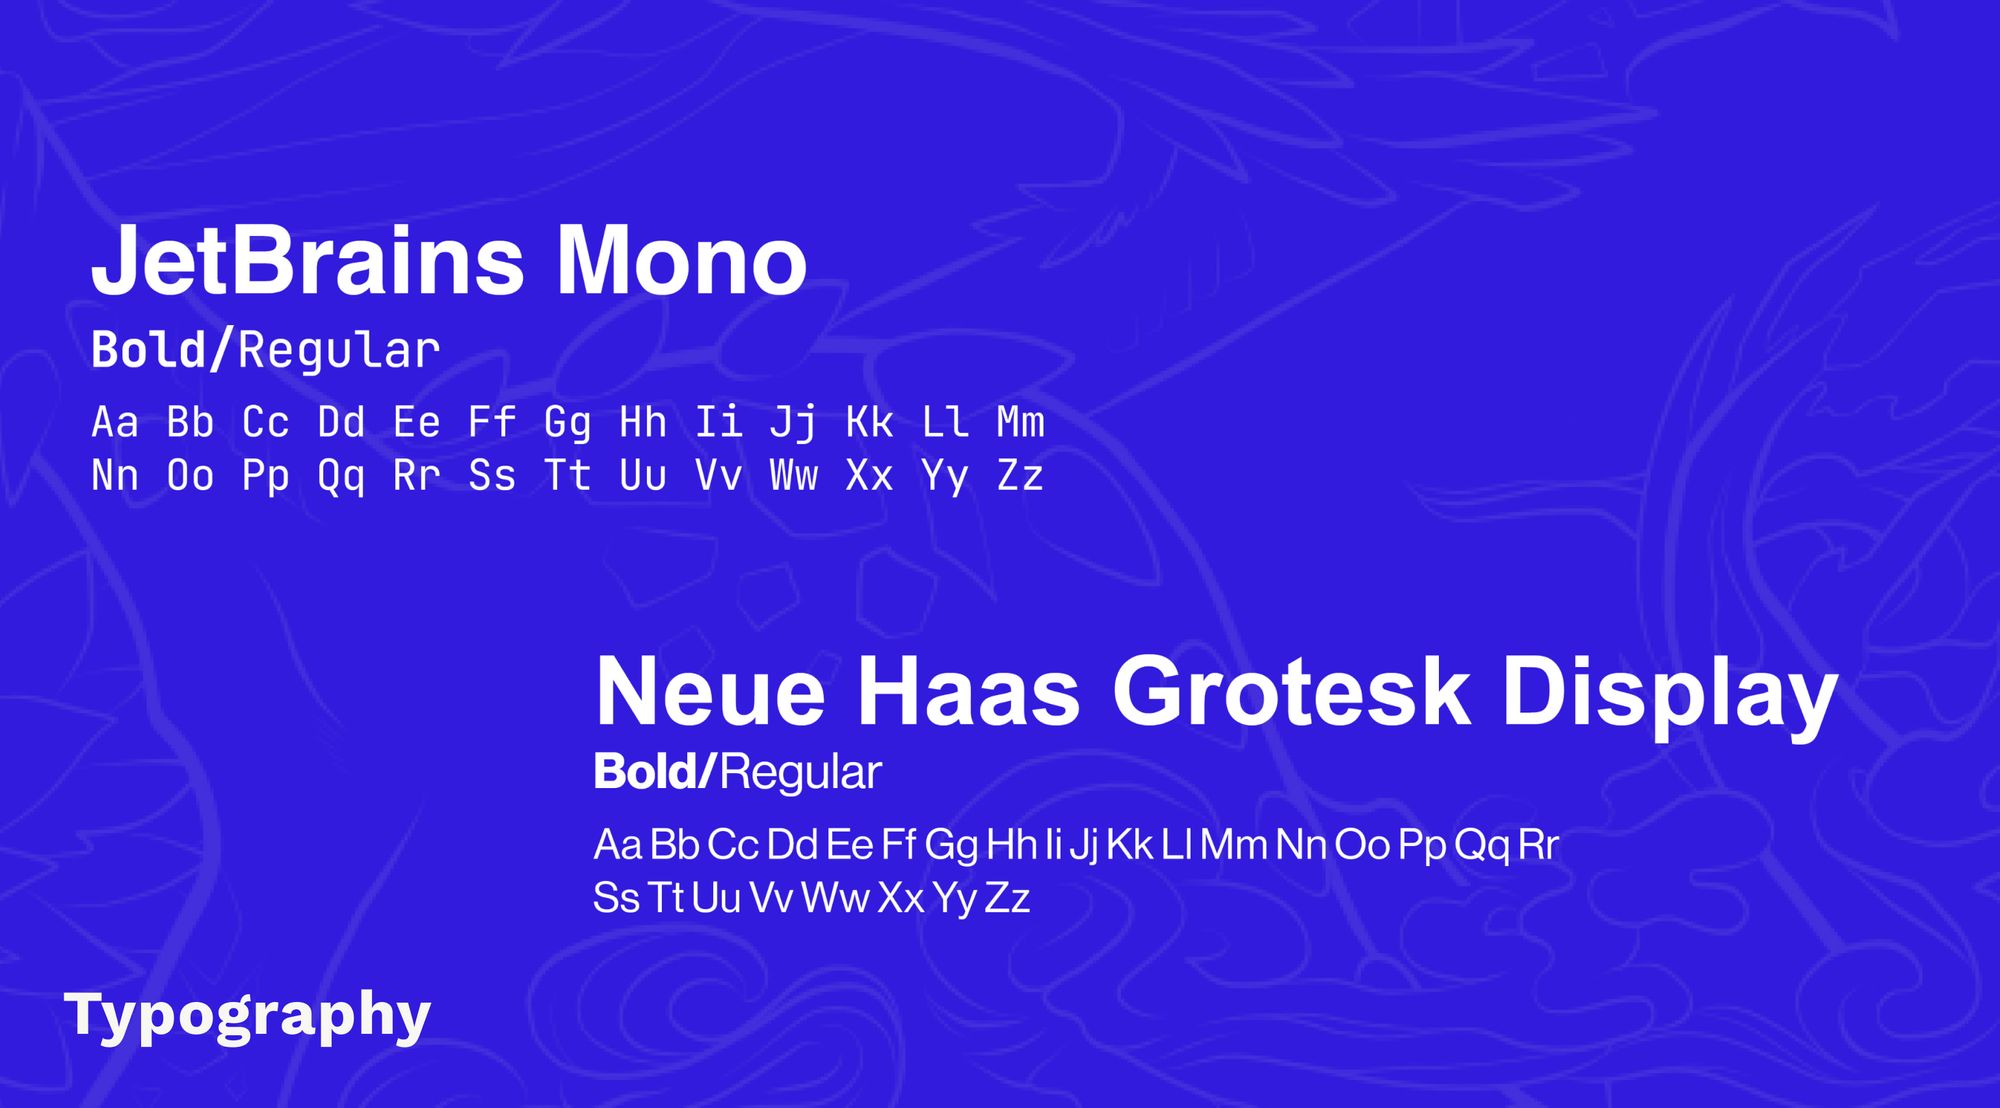 JetBrains Mono
Bold/Regular
Aa Bb Cc Dd Ee Ff Gg Hh Ii Jj Kk Ll Mm
Nn Oo Pp Qq Rr Ss Tt Uu Vv Ww Xx Yy Zz
Neue Haas Grotesk Display
Bold/Regular
Aa Bb Cc Dd Ee Ff Gg Hh Ii Jj Kk Ll Mm Nn Oo Pp Qq Rr
Ss Tt Uu Vv Ww Xx Yy Zz
Typography